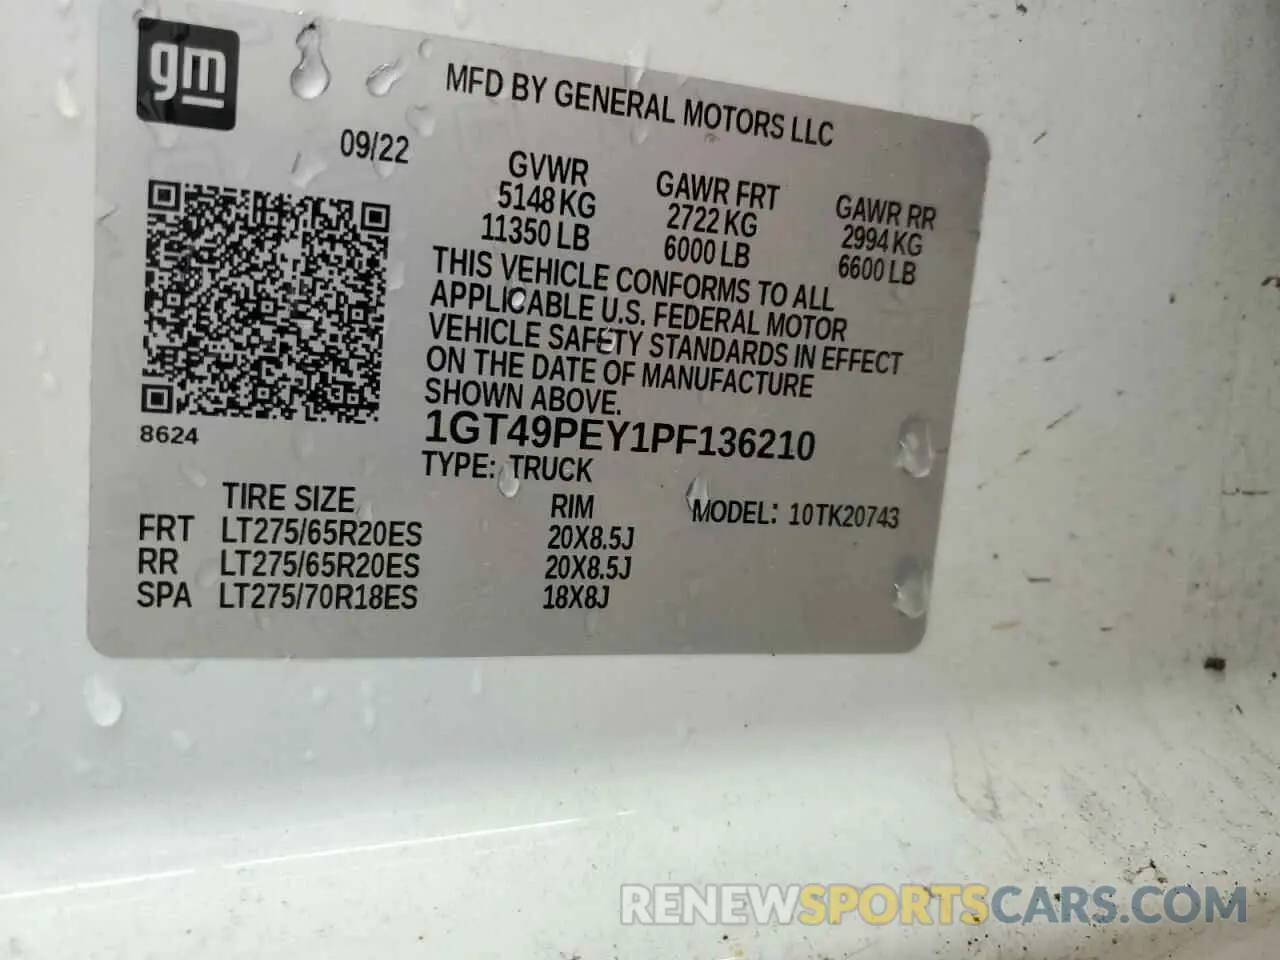 gm
MFD BY GENERAL MOTORS LLC
09/22
GVWR GAWR FRT GAWR RR
5148 KG 2722 KG 2994 KG
11350 LB 6000 LB 6600 LB
THIS VEHICLE CONFORMS TO ALL
APPLICABLE U.S. FEDERAL MOTOR
VEHICLE SAFETY STANDARDS IN EFFECT
ON THE DATE OF MANUFACTURE
SHOWN ABOVE.
8624
1GT49PEY1PF136210
TYPE: TRUCK
TIRE SIZE RIM MODEL: 10TK20743
FRT LT275/65R20ES 20X8.5J
RR LT275/65R20ES 20X8.5J
SPA LT275/70R18ES 18X8J
RENEWSPORTSCARS.COM